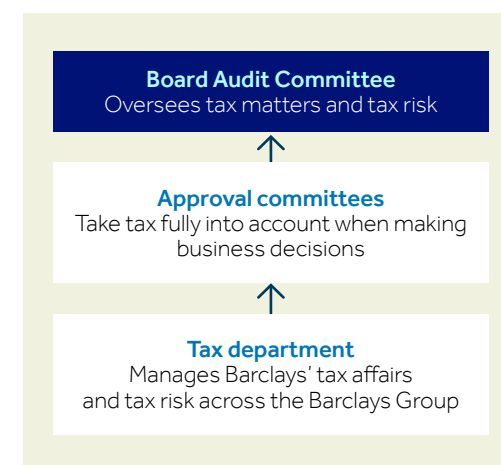 Board Audit Committee
Oversees tax matters and tax risk
Approval committees
Take tax fully into account when making
business decisions
Tax department
Manages Barclays’ tax affairs
and tax risk across the Barclays Group